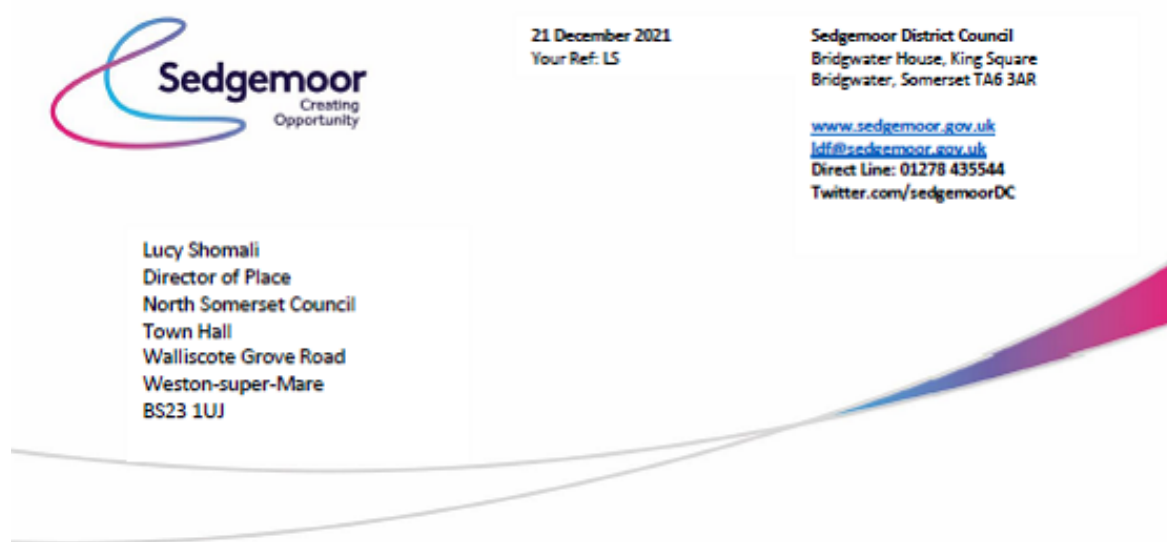 Sedgemoor
Creating
Opportunity
21 December 2021
Your Ref: LS
Sedgemoor District Council
Bridgwater House, King Square
Bridgwater, Somerset TA6 3AR
www.sedgemoor.gov.uk
ldf@sedgemoor.gov.uk
Direct Line: 01278 435544
Twitter.com/sedgemoorDC
Lucy Shomali
Director of Place
North Somerset Council
Town Hall
Walliscote Grove Road
Weston-super-Mare
BS23 1UJ